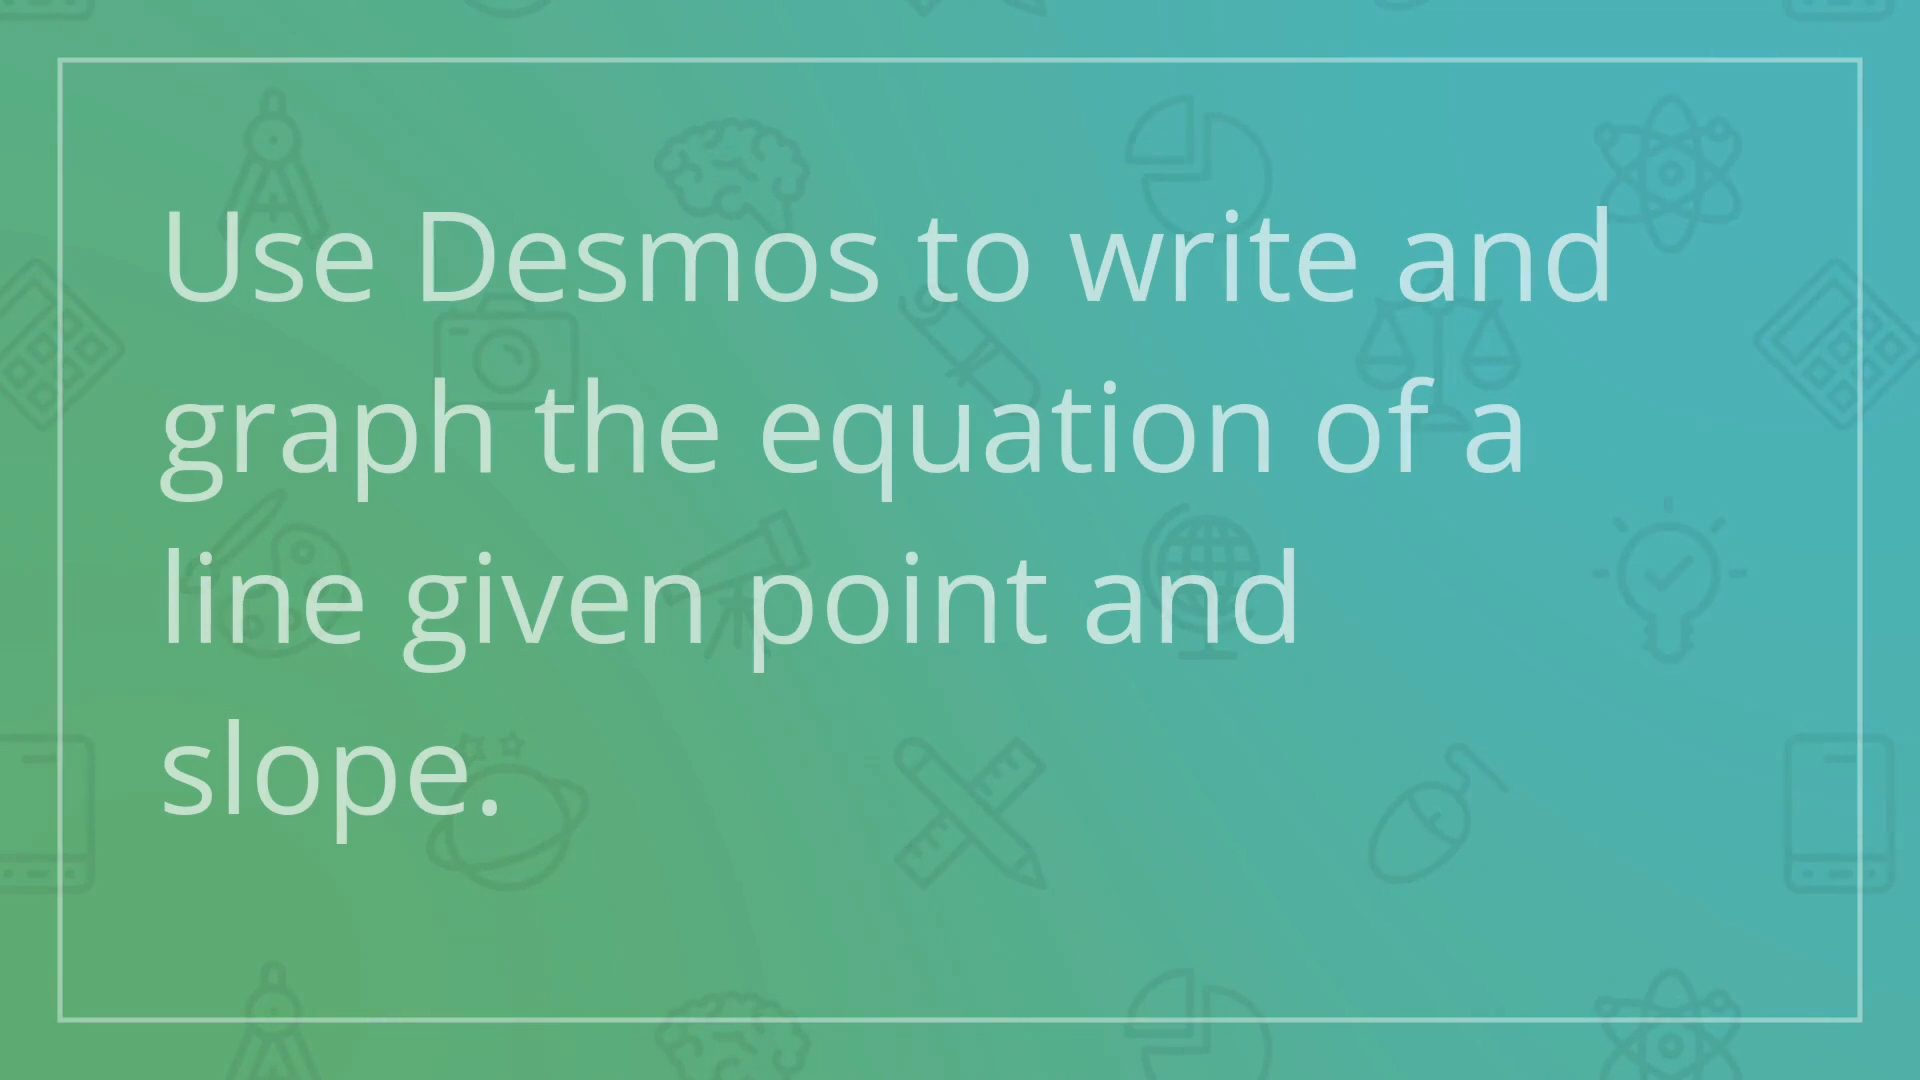 Use Desmos to write and
graph the equation of a
line given point and
slope.